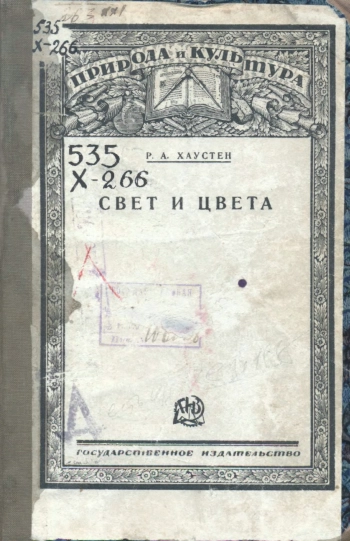 535
Х-266
ПРИРОДА и КУЛЬТУРА
535
Х-266
Р. А. ХАУСТЕН
СВЕТ И ЦВЕТА
ГОСУДАРСТВЕННОЕ ИЗДАТЕЛЬСТВО